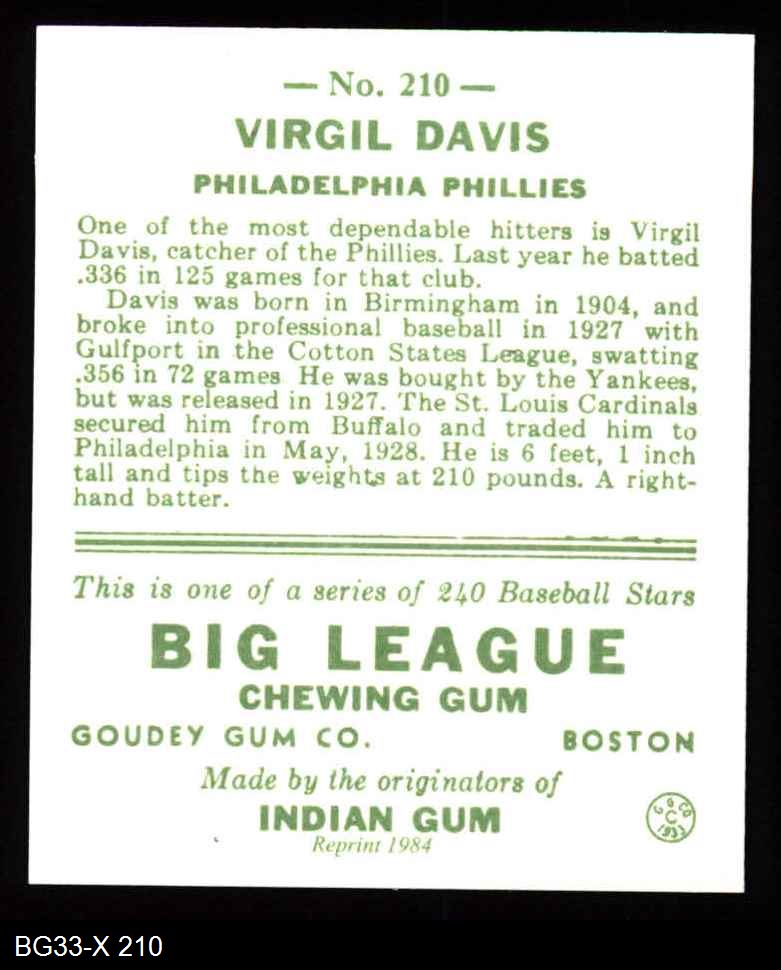 — No. 210 —
VIRGIL DAVIS
PHILADELPHIA PHILLIES
One of the most dependable hitters is Virgil
Davis, catcher of the Phillies. Last year he batted
.336 in 125 games for that club.
Davis was born in Birmingham in 1904, and
broke into professional baseball in 1927 with
Gulfport in the Cotton States League, swatting
.356 in 72 games He was bought by the Yankees,
but was released in 1927. The St. Louis Cardinals
secured him from Buffalo and traded him to
Philadelphia in May, 1928. He is 6 feet, 1 inch
tall and tips the weights at 210 pounds. A right-
hand batter.
This is one of a series of 240 Baseball Stars
BIG LEAGUE
CHEWING GUM
GOUDEY GUM CO. BOSTON
Made by the originators of
INDIAN GUM
G G CO
C
1933
Reprint 1984
BG33-X 210